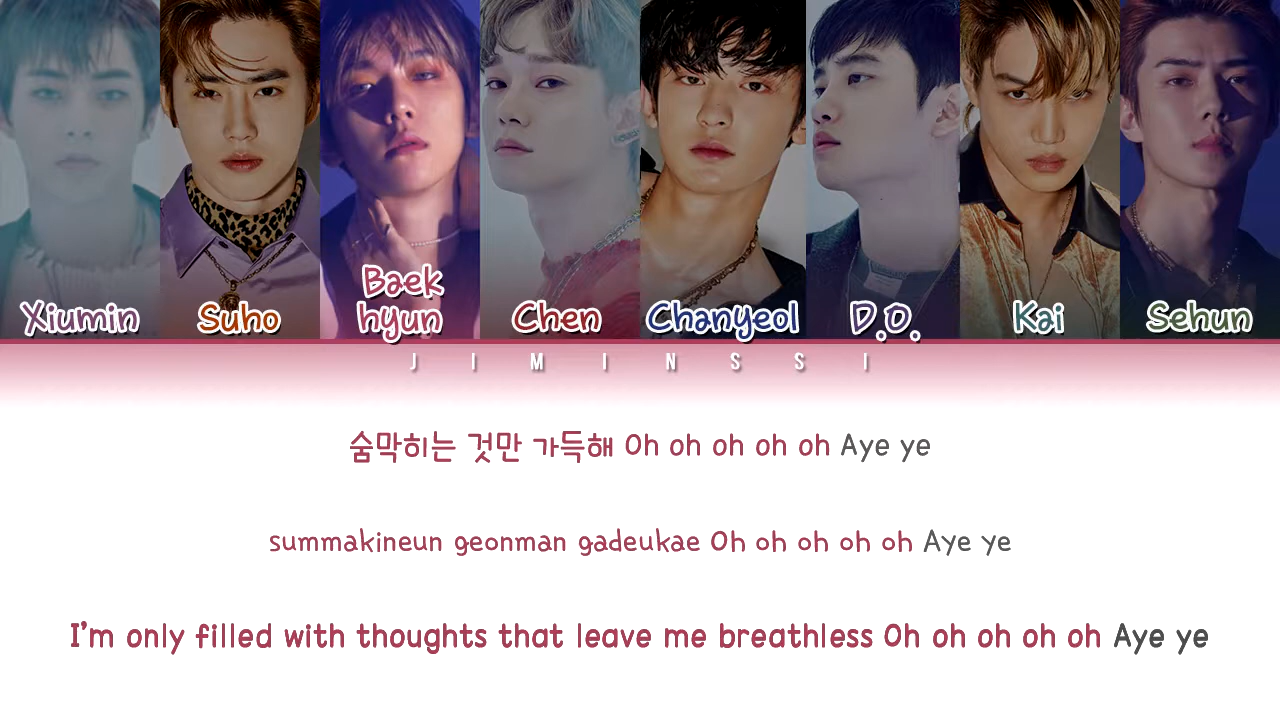 Xiumin
Suho
Baek
hyun
Chen
Chanyeol
D.O.
Kai
Sehun
J I M I N S S I
숨막히는 것만 가득해 Oh oh oh oh oh Aye ye
summakineun geonman gadeukae Oh oh oh oh oh Aye ye
I'm only filled with thoughts that leave me breathless Oh oh oh oh oh Aye ye